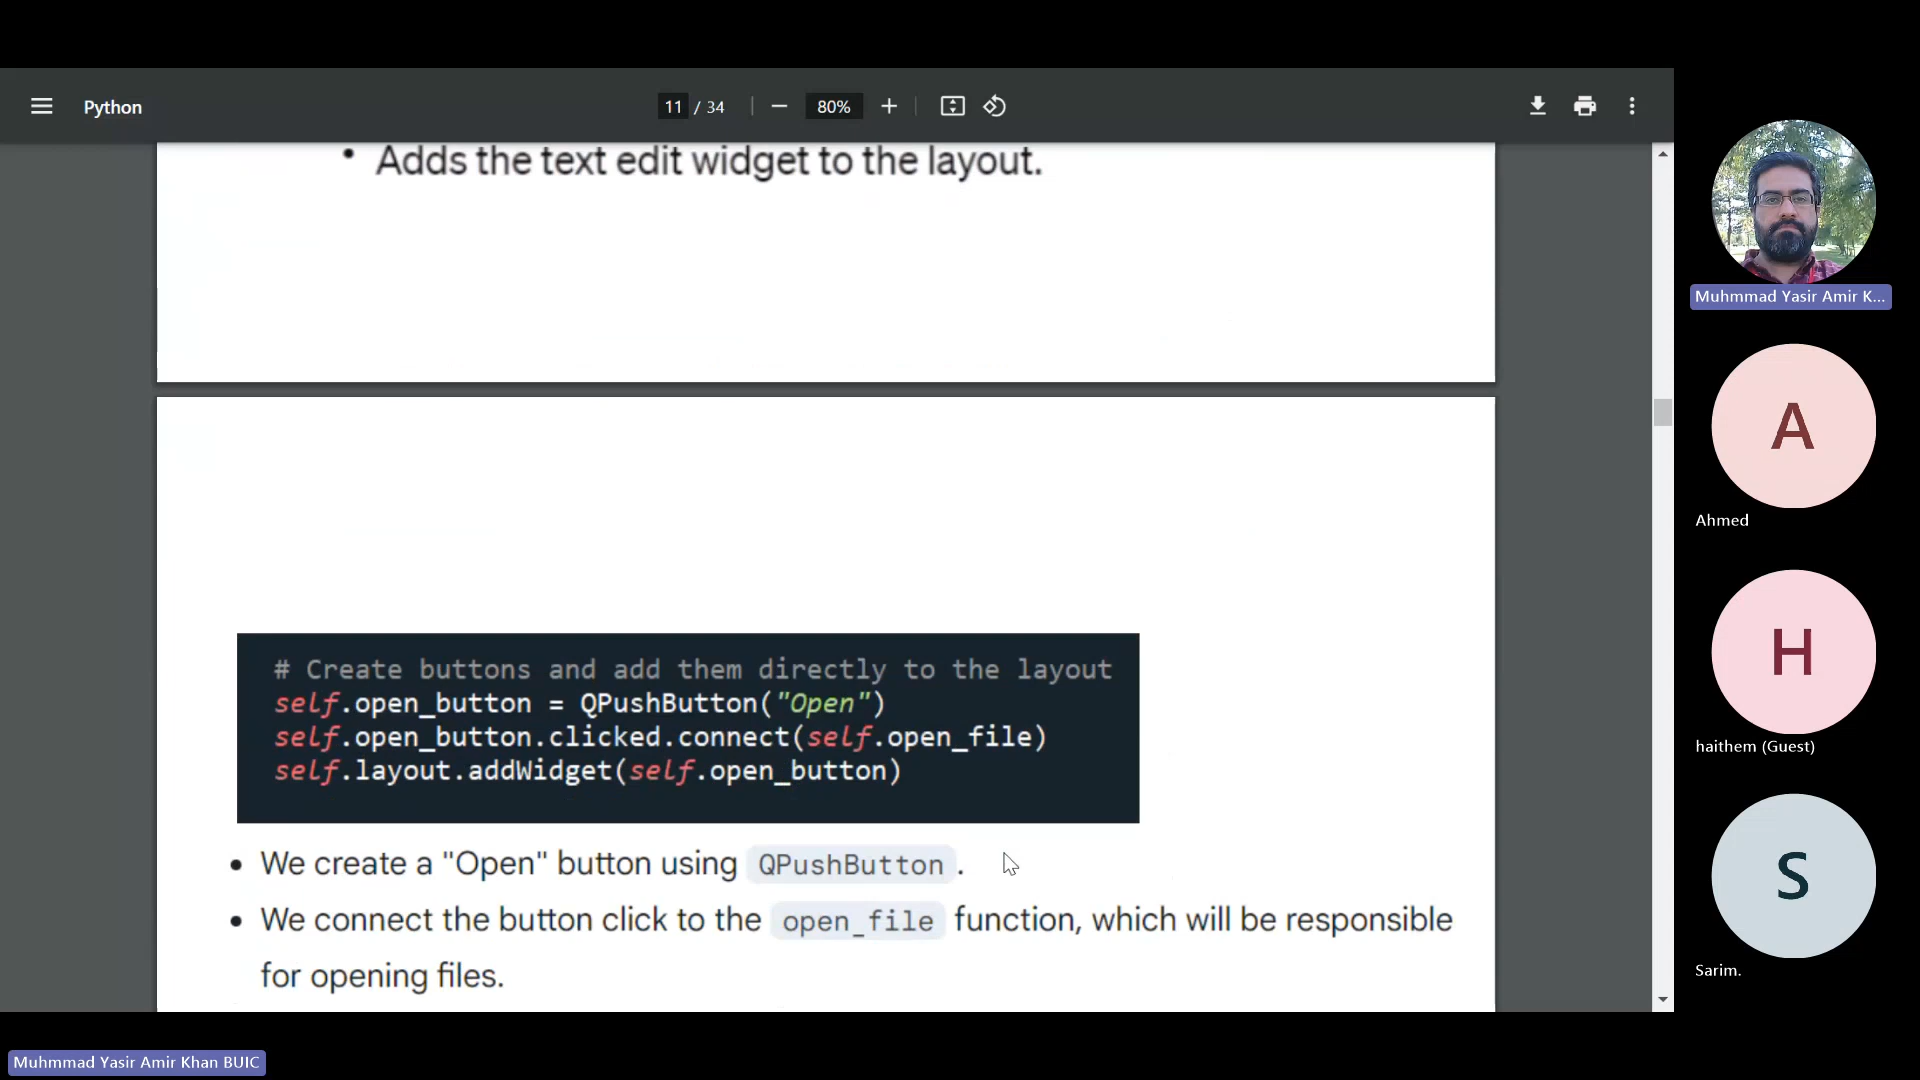 Python
11 / 34
80%
• Adds the text edit widget to the layout.
# Create buttons and add them directly to the layout
self.open_button = QPushButton("Open")
self.open_button.clicked.connect(self.open_file)
self.layout.addWidget(self.open_button)
• We create a "Open" button using QPushButton.
• We connect the button click to the open_file function, which will be responsible
for opening files.
Muhmmad Yasir Amir K...
A
Ahmed
H
haithem (Guest)
S
Sarim.
Muhmmad Yasir Amir Khan BUIC